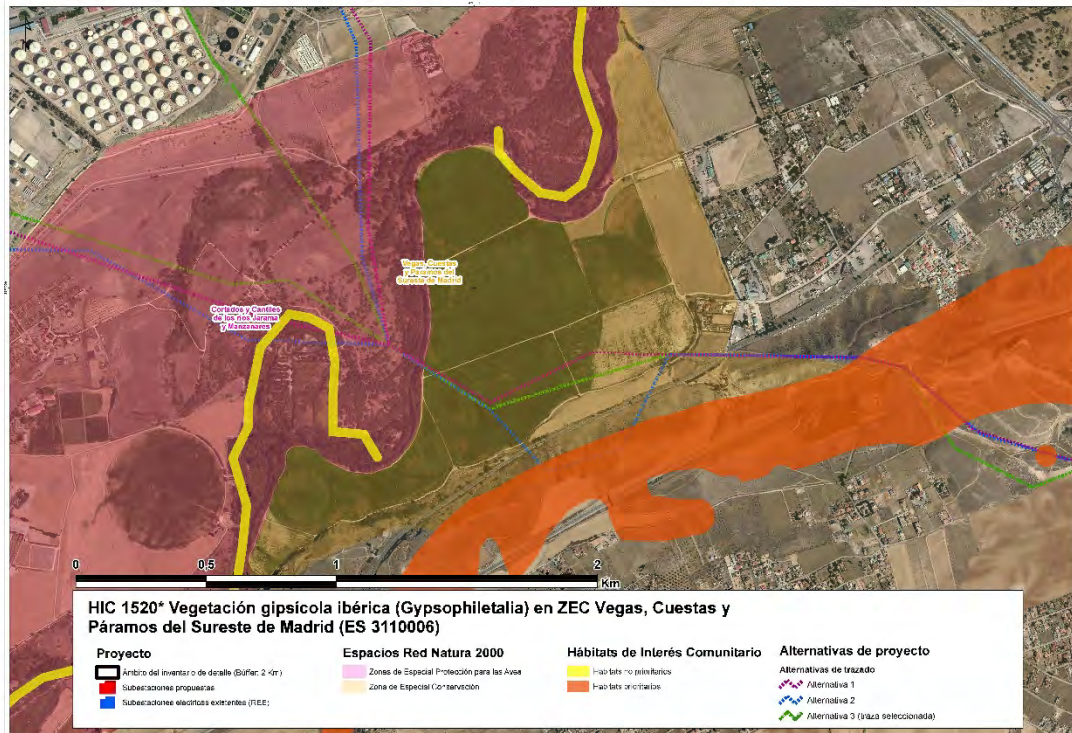 Vegas, Cuestas
y Páramos del
Sureste de Madrid
Cortados y Cantiles
de los ríos Jarama
y Manzanares
0
0,5
1
2
Km
HIC 1520* Vegetación gipsícola ibérica (Gypsophiletalia) en ZEC Vegas, Cuestas y
Páramos del Sureste de Madrid (ES 3110006)
Proyecto
Ámbito del inventario de detalle (Búffer: 2 Km)
Subestaciones propuestas
Subestaciones eléctricas existentes (REE)
Espacios Red Natura 2000
Zonas de Especial Protección para las Aves
Zona de Especial Conservación
Hábitats de Interés Comunitario
Hábitats no prioritarios
Hábitats prioritarios
Alternativas de proyecto
Alternativas de trazado
Alternativa 1
Alternativa 2
Alternativa 3 (traza seleccionada)